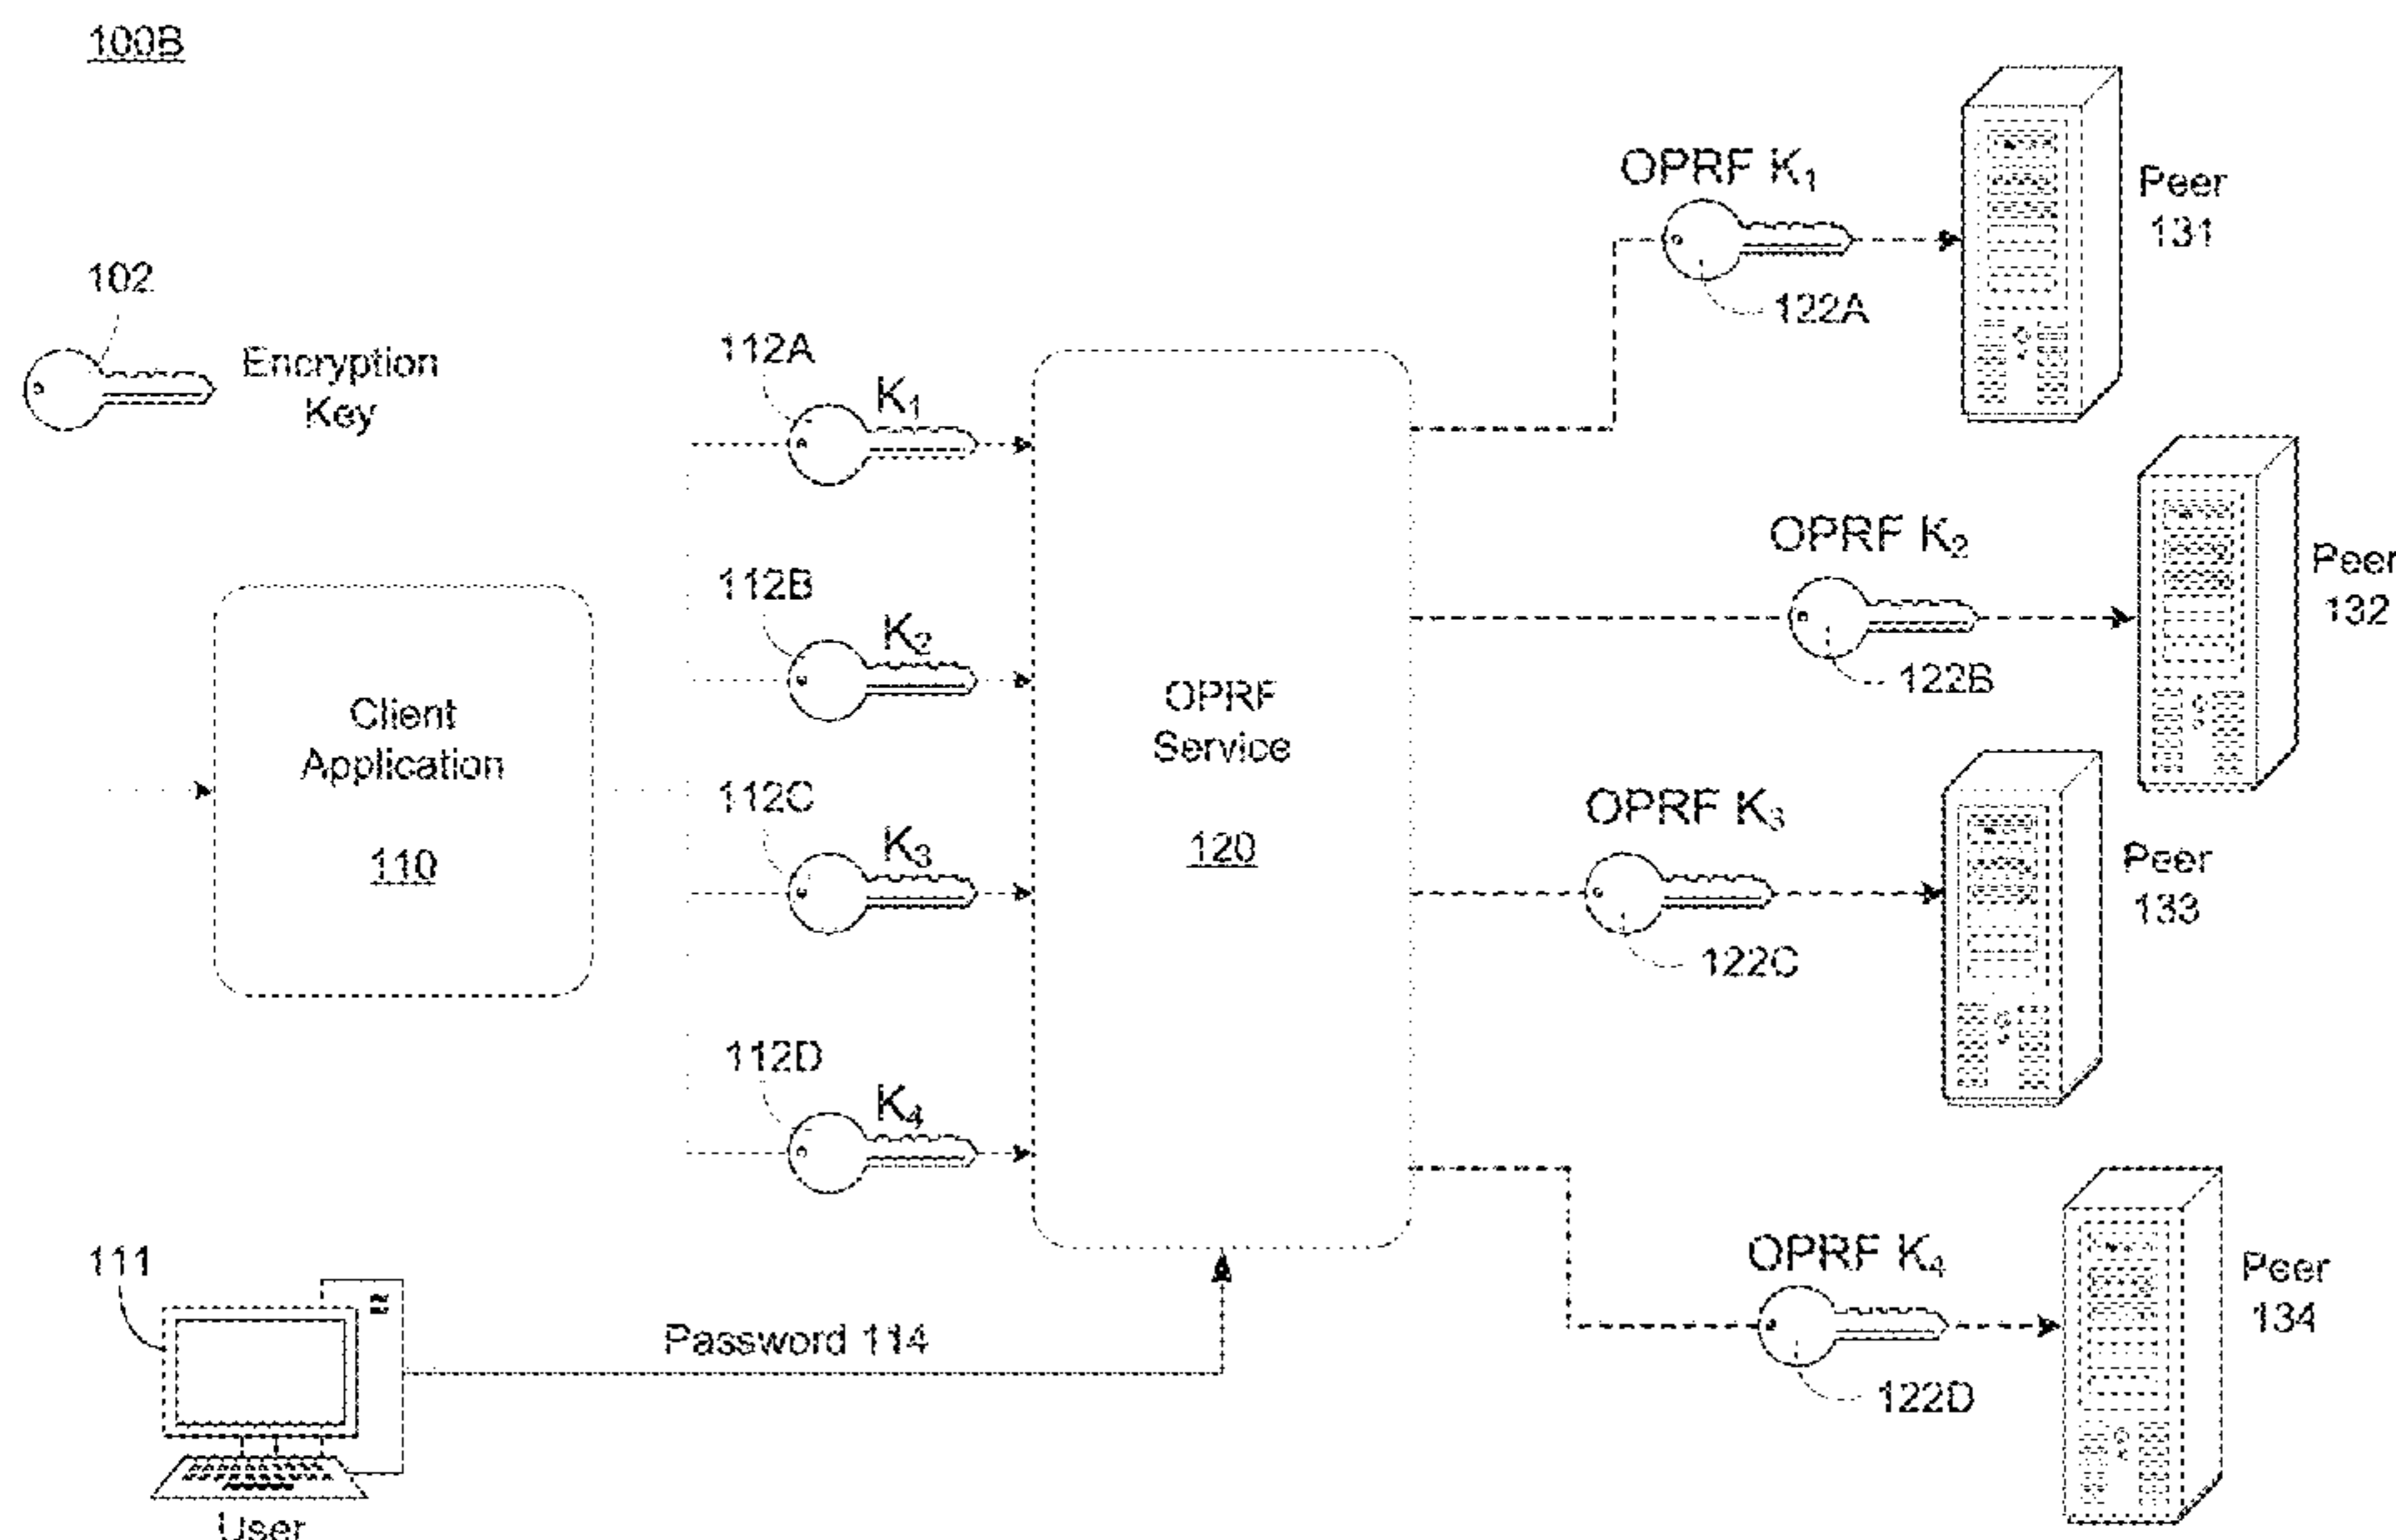 100B
102
Encryption
Key
112A
K1
112B
K2
112C
K3
112D
K4
Client
Application
110
OPRF
Service
120
OPRF K1
122A
Peer
131
OPRF K2
122B
Peer
132
OPRF K3
122C
Peer
133
OPRF K4
122D
Peer
134
111
Password 114
User